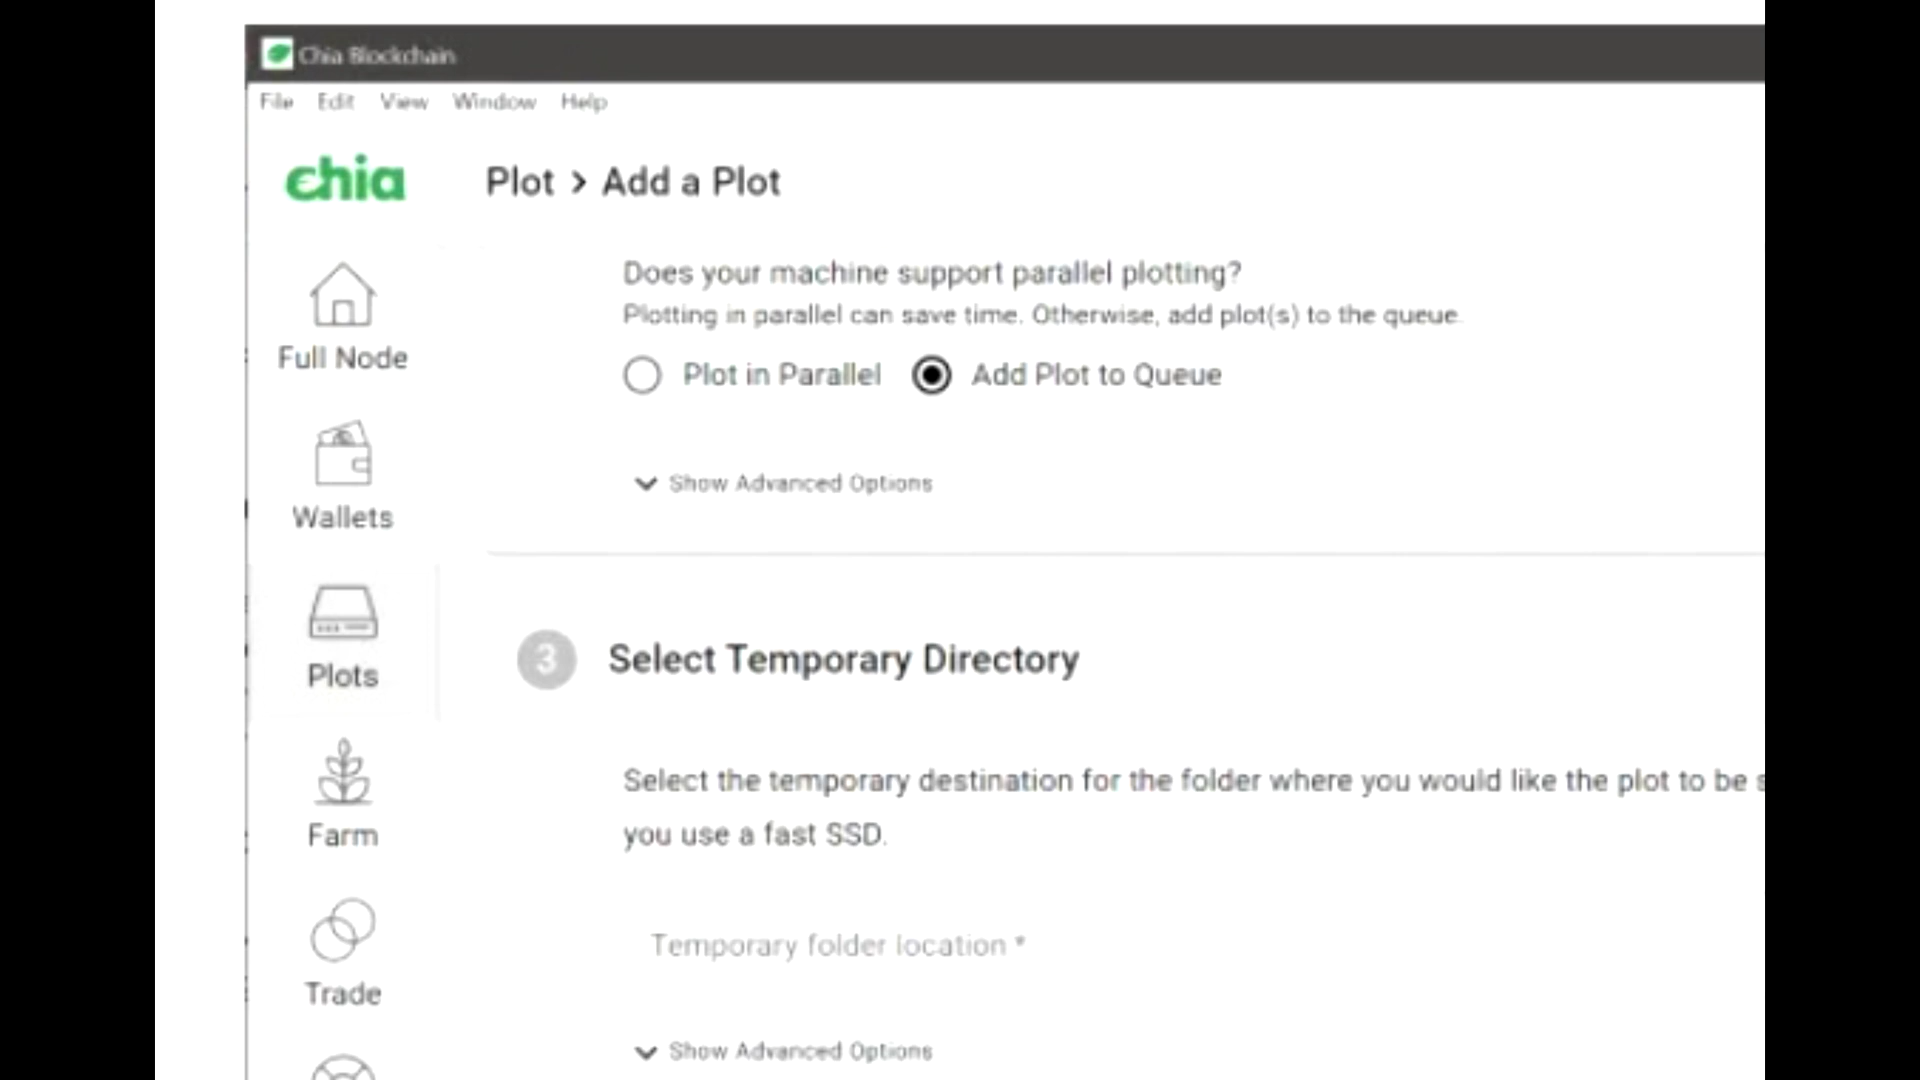 Chia Blockchain
File Edit View Window Help
chia
Plot > Add a Plot
Does your machine support parallel plotting?
Plotting in parallel can save time. Otherwise, add plot(s) to the queue.
Plot in Parallel
Add Plot to Queue
Show Advanced Options
Full Node
Wallets
Plots
Farm
Trade
3 Select Temporary Directory
Select the temporary destination for the folder where you would like the plot to be
you use a fast SSD.
Temporary folder location *
Show Advanced Options